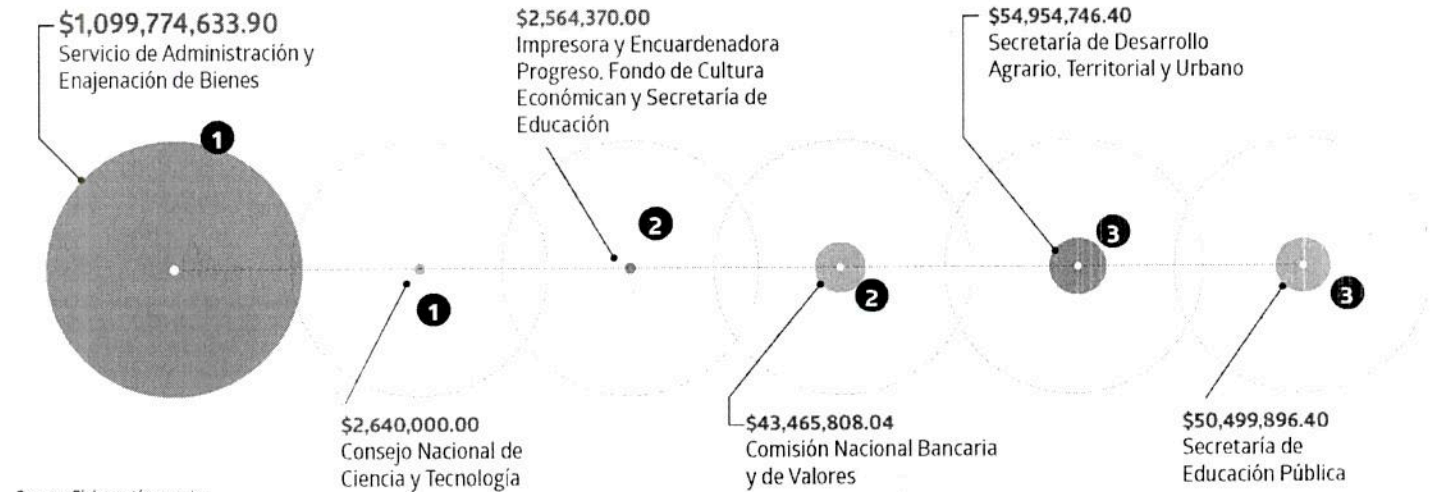 $1,099,774,633.90
Servicio de Administración y
Enajenación de Bienes
1
$2,640,000.00
Consejo Nacional de
Ciencia y Tecnología
1
$2,564,370.00
Impresora y Encuardenadora
Progreso, Fondo de Cultura
Económican y Secretaría de
Educación
2
$43,465,808.04
Comisión Nacional Bancaria
y de Valores
2
$54,954,746.40
Secretaría de Desarrollo
Agrario, Territorial y Urbano
3
$50,499,896.40
Secretaría de
Educación Pública
3